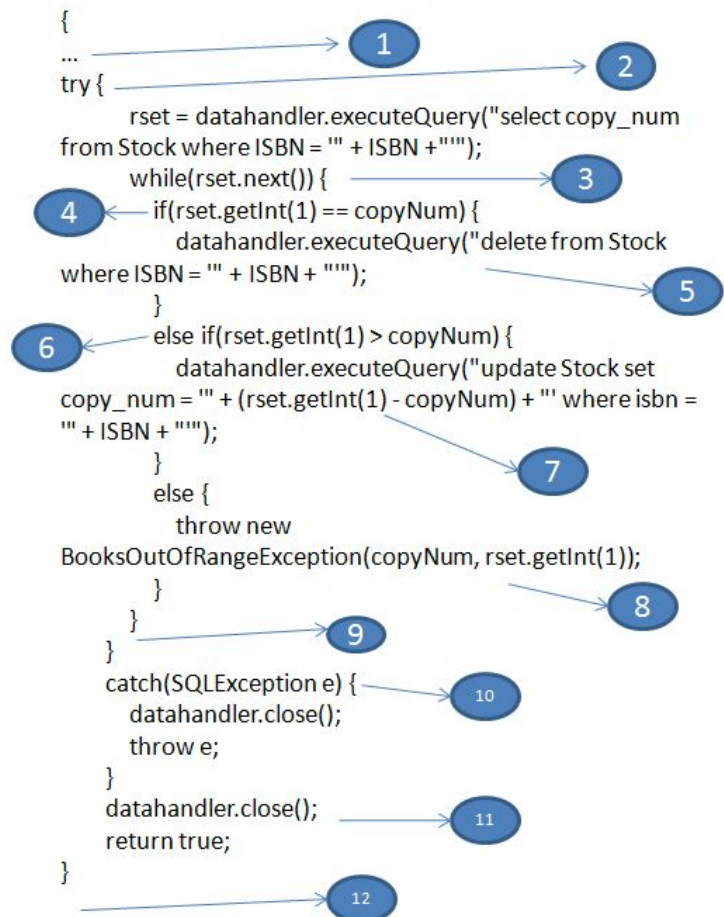 {
... 1
try { 2
rset = datahandler.executeQuery("select copy_num
from Stock where ISBN = '" + ISBN +"'");
while(rset.next()) { 3
4 if(rset.getInt(1) == copyNum) {
datahandler.executeQuery("delete from Stock
where ISBN = '" + ISBN + "'");
5
}
6 else if(rset.getInt(1) > copyNum) {
datahandler.executeQuery("update Stock set
copy_num = '" + (rset.getInt(1) - copyNum) + "' where isbn =
'" + ISBN + "'");
7
}
else {
throw new
BooksOutOfRangeException(copyNum, rset.getInt(1));
} 8
}
9
}
catch(SQLException e) { 10
datahandler.close();
throw e;
}
datahandler.close(); 11
return true;
}
12